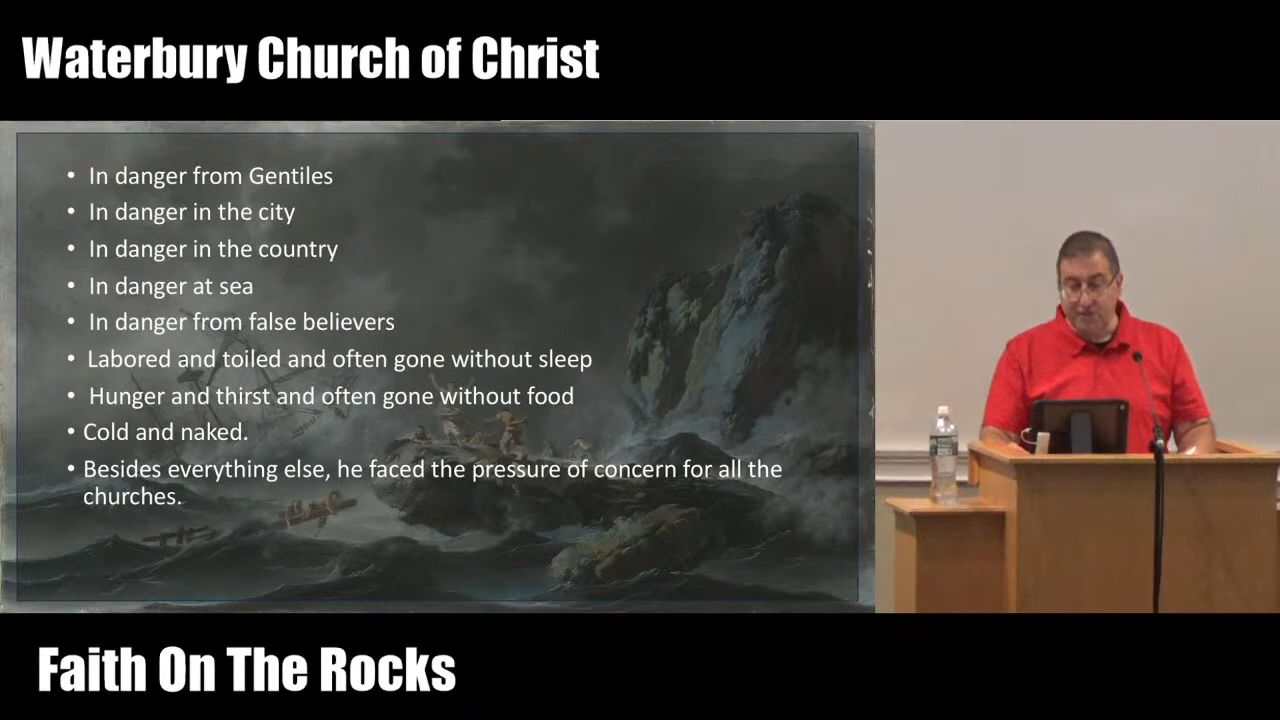 Waterbury Church of Christ
• In danger from Gentiles
• In danger in the city
• In danger in the country
• In danger at sea
• In danger from false believers
• Labored and toiled and often gone without sleep
• Hunger and thirst and often gone without food
• Cold and naked.
• Besides everything else, he faced the pressure of concern for all the
churches.
Faith On The Rocks